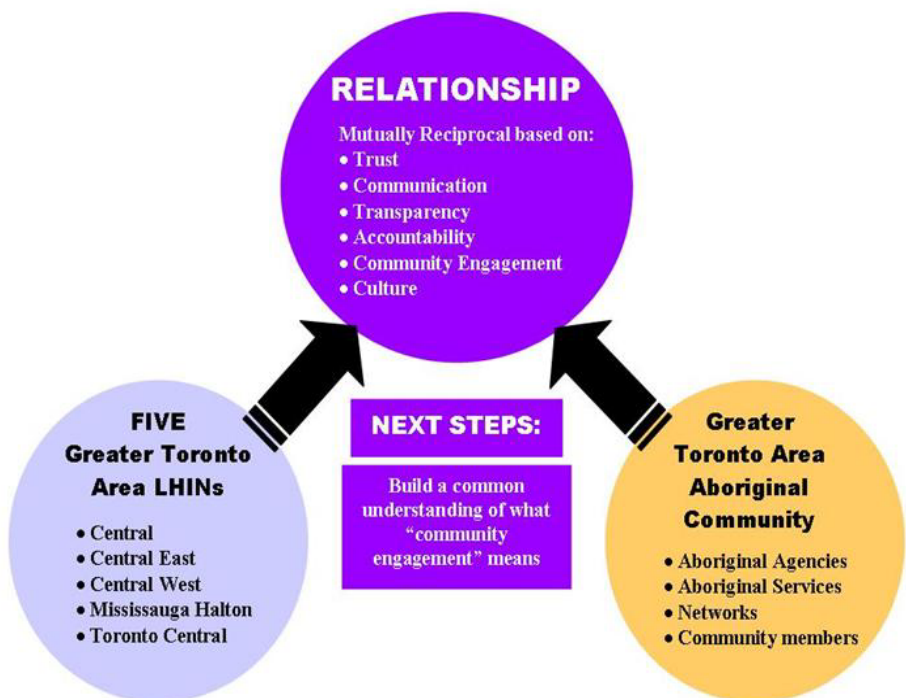 RELATIONSHIP
Mutually Reciprocal based on:
• Trust
• Communication
• Transparency
• Accountability
• Community Engagement
• Culture
FIVE
Greater Toronto
Area LHINs
• Central
• Central East
• Central West
• Mississauga Halton
• Toronto Central
NEXT STEPS:
Build a common
understanding of what
“community
engagement” means
Greater
Toronto Area
Aboriginal
Community
• Aboriginal Agencies
• Aboriginal Services
• Networks
• Community members